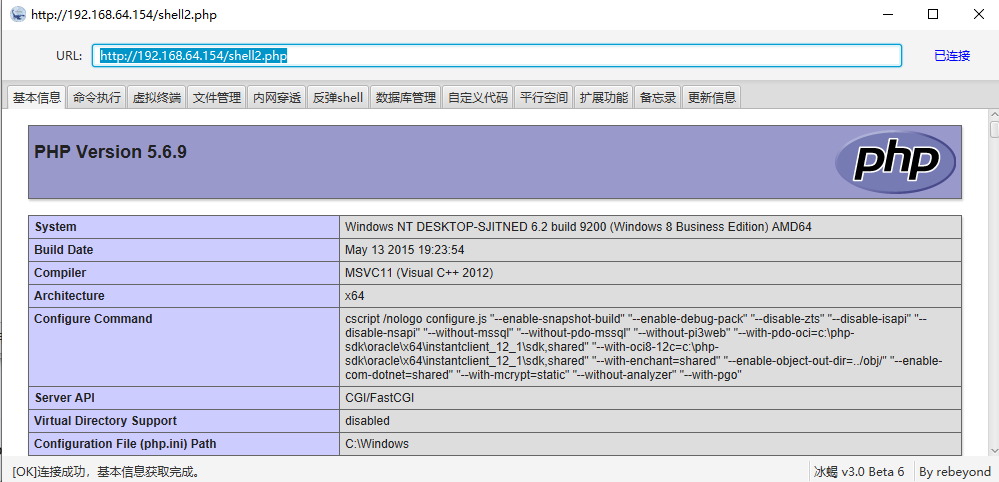 http://192.168.64.154/shell2.php
URL: http://192.168.64.154/shell2.php 已连接
基本信息 命令执行 虚拟终端 文件管理 内网穿透 反弹shell 数据库管理 自定义代码 平行空间 扩展功能 备忘录 更新信息
PHP Version 5.6.9
php
System Windows NT DESKTOP-SJITNED 6.2 build 9200 (Windows 8 Business Edition) AMD64
Build Date May 13 2015 19:23:54
Compiler MSVC11 (Visual C++ 2012)
Architecture x64
Configure Command cscript /nologo configure.js "--enable-snapshot-build" "--enable-debug-pack" "--disable-zts" "--disable-isapi" "--
disable-nsapi" "--without-mssql" "--without-pdo-mssql" "--without-pi3web" "--with-pdo-oci=c:\php-
sdk\oracle\x64\instantclient_12_1\sdk,shared" "--with-oci8-12c=c:\php-
sdk\oracle\x64\instantclient_12_1\sdk,shared" "--with-enchant=shared" "--enable-object-out-dir=../obj/" "--enable-
com-dotnet=shared" "--with-mcrypt=static" "--without-analyzer" "--with-pgo"
Server API CGI/FastCGI
Virtual Directory Support disabled
Configuration File (php.ini) Path C:\Windows
[OK]连接成功，基本信息获取完成。 冰蝎 v3.0 Beta 6 By rebeyond